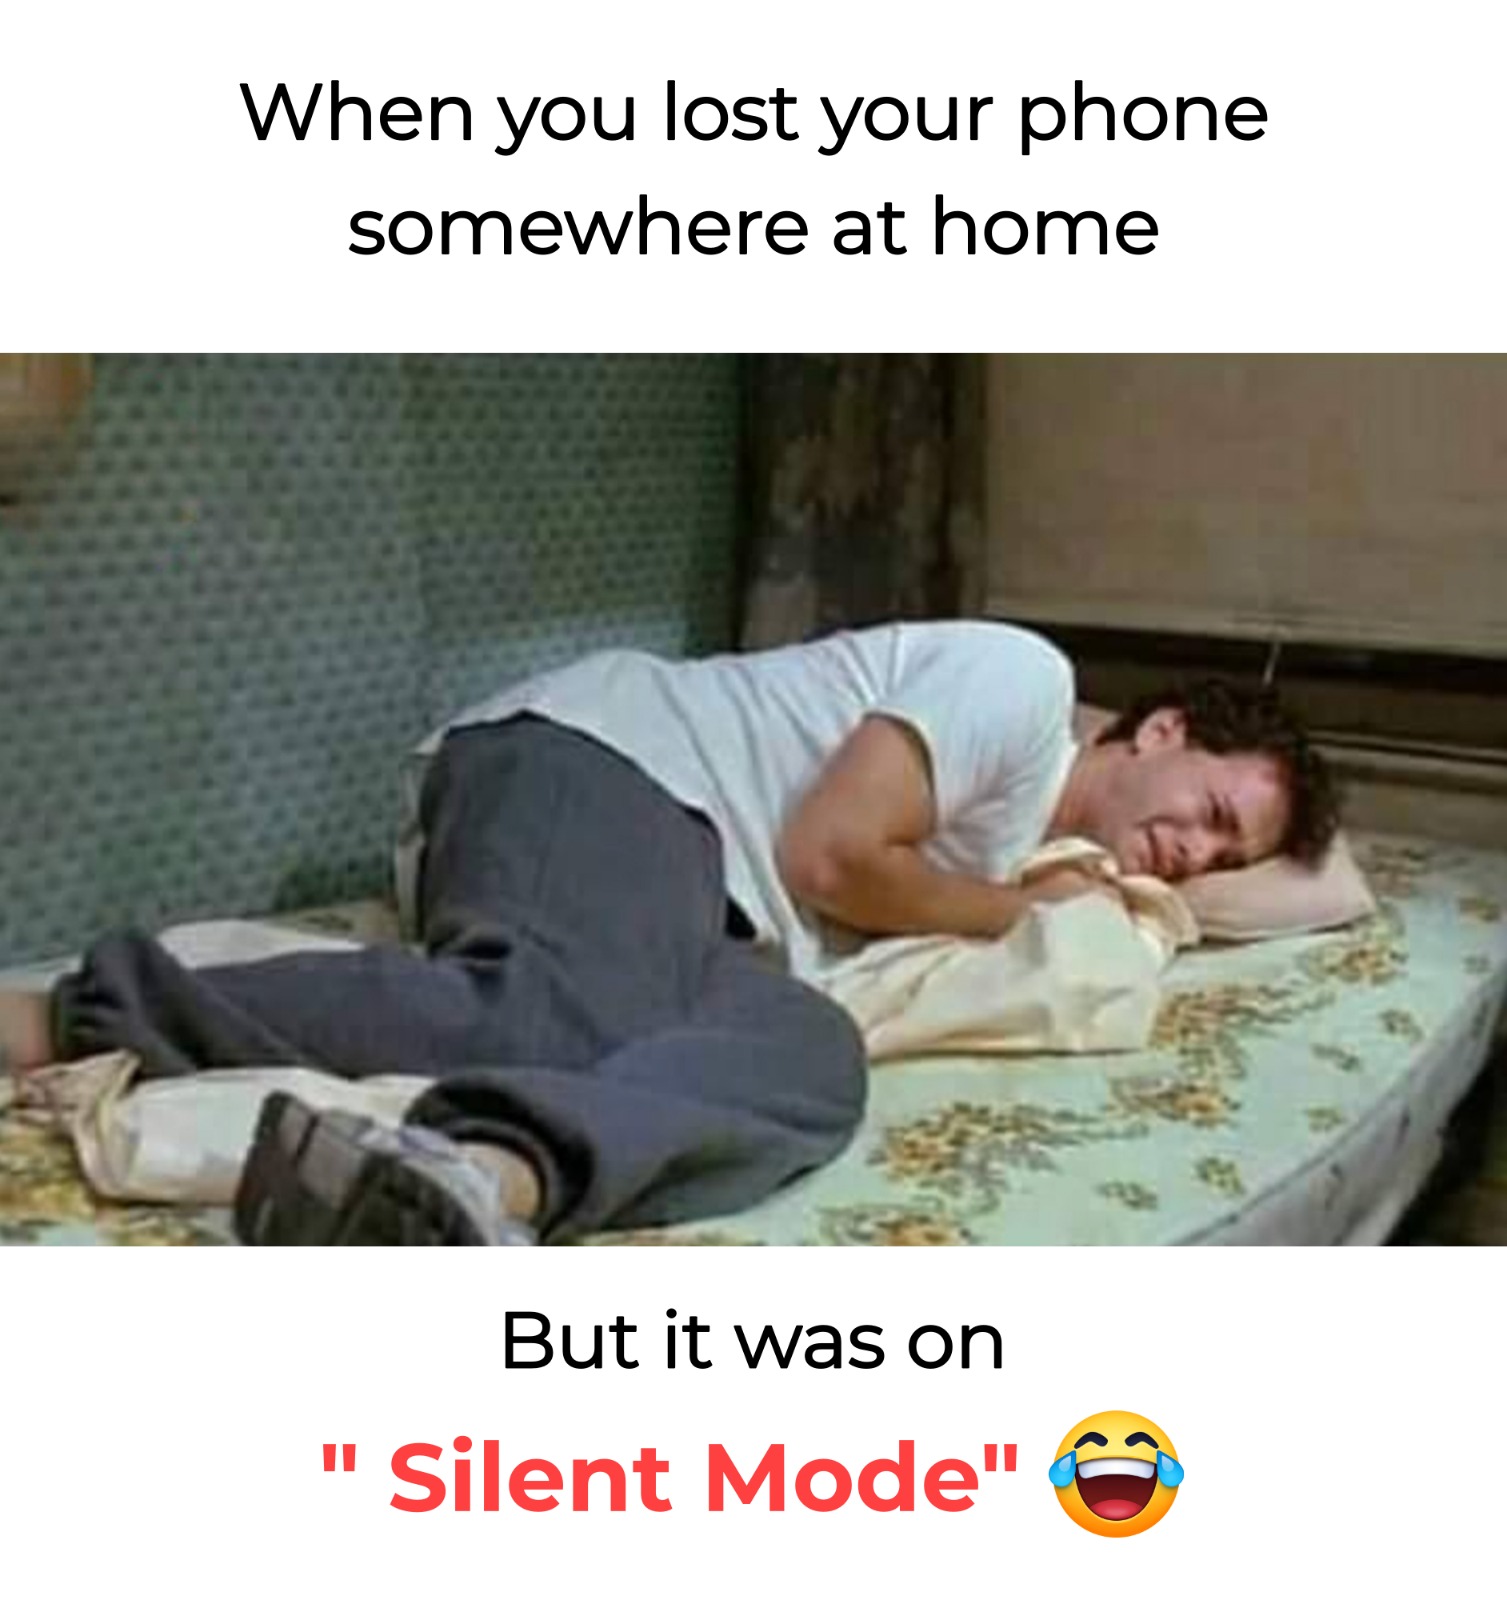 When you lost your phone
somewhere at home
But it was on
" Silent Mode" 😂